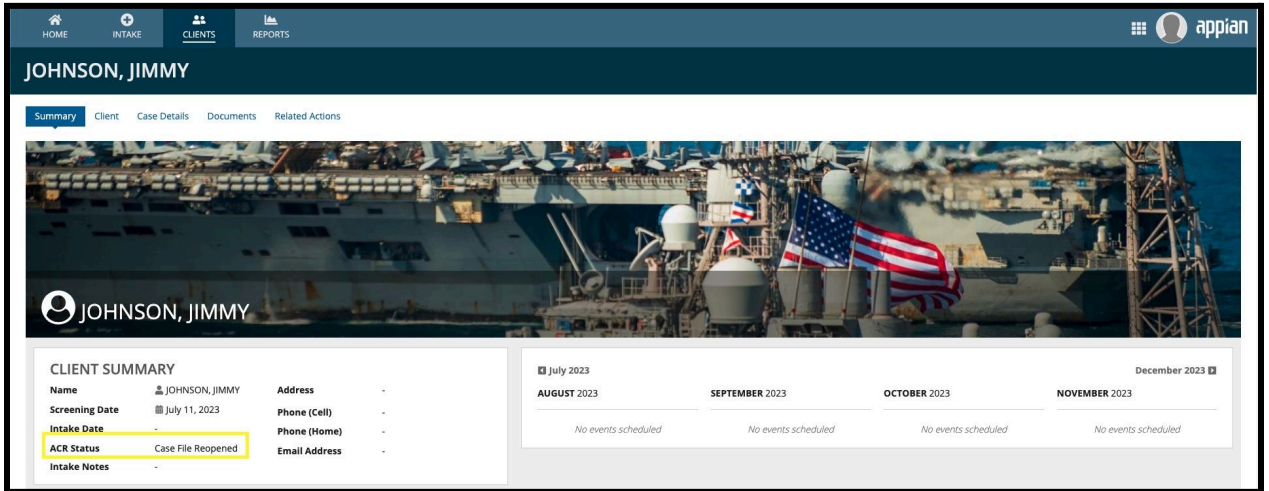 HOME INTAKE CLIENTS REPORTS appian
JOHNSON, JIMMY
Summary Client Case Details Documents Related Actions
JOHNSON, JIMMY
CLIENT SUMMARY
Name JOHNSON, JIMMY Address -
Screening Date July 11, 2023 Phone (Cell) -
Intake Date - Phone (Home) -
ACR Status Case File Reopened Email Address -
Intake Notes -
July 2023 December 2023
AUGUST 2023 SEPTEMBER 2023 OCTOBER 2023 NOVEMBER 2023
No events scheduled No events scheduled No events scheduled No events scheduled